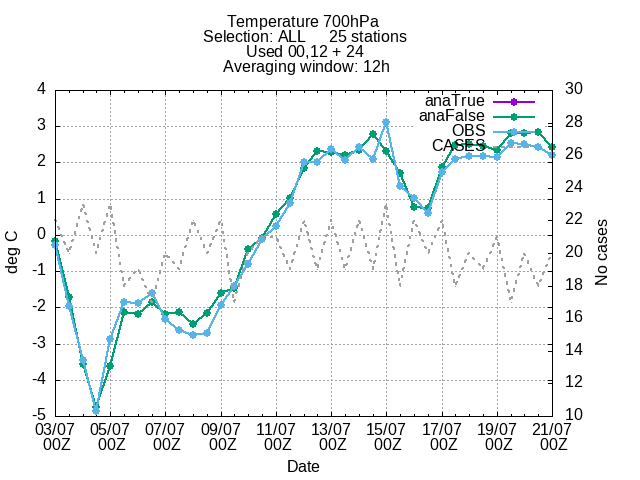 Temperature 700hPa
Selection: ALL 25 stations
Used 00,12 + 24
Averaging window: 12h
anaTrue
anaFalse
OBS
CASES
4
3
2
1
0
-1
-2
-3
-4
-5
deg C
30
28
26
24
22
20
18
16
14
12
10
No cases
03/07 05/07 07/07 09/07 11/07 13/07 15/07 17/07 19/07 21/07
00Z 00Z 00Z 00Z 00Z 00Z 00Z 00Z 00Z 00Z
Date